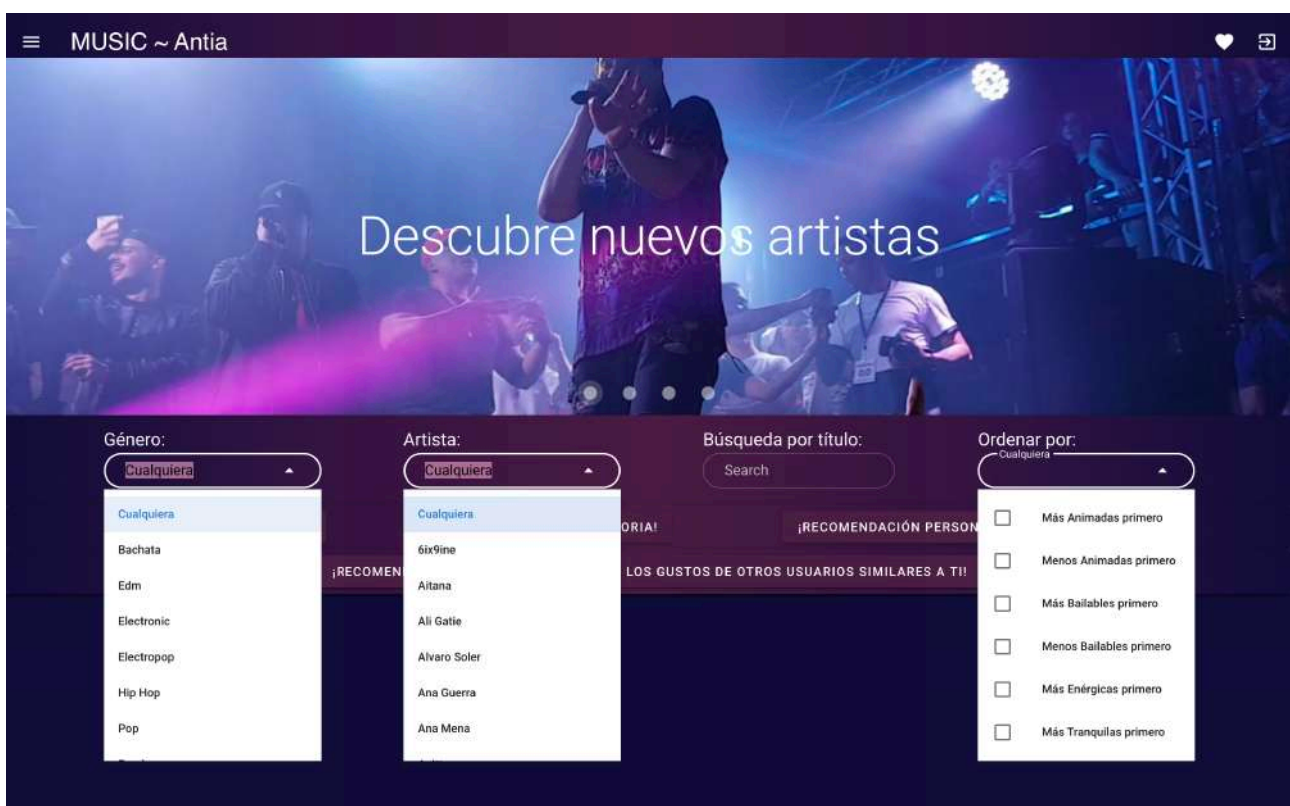 MUSIC ~ Antia
Descubre nuevos artistas
Género:
Cualquiera
Cualquiera
Bachata
Edm
Electronic
Electropop
Hip Hop
Pop
Artista:
Cualquiera
Cualquiera
6ix9ine
Aitana
Ali Gatie
Alvaro Soler
Ana Guerra
Ana Mena
Búsqueda por título:
Search
Ordenar por:
Cualquiera
Más Animadas primero
Menos Animadas primero
Más Bailables primero
Menos Bailables primero
Más Enérgicas primero
Más Tranquilas primero
ORIA!
¡RECOMENDACIÓN PERSON
¡RECOMEN
LOS GUSTOS DE OTROS USUARIOS SIMILARES A TI!